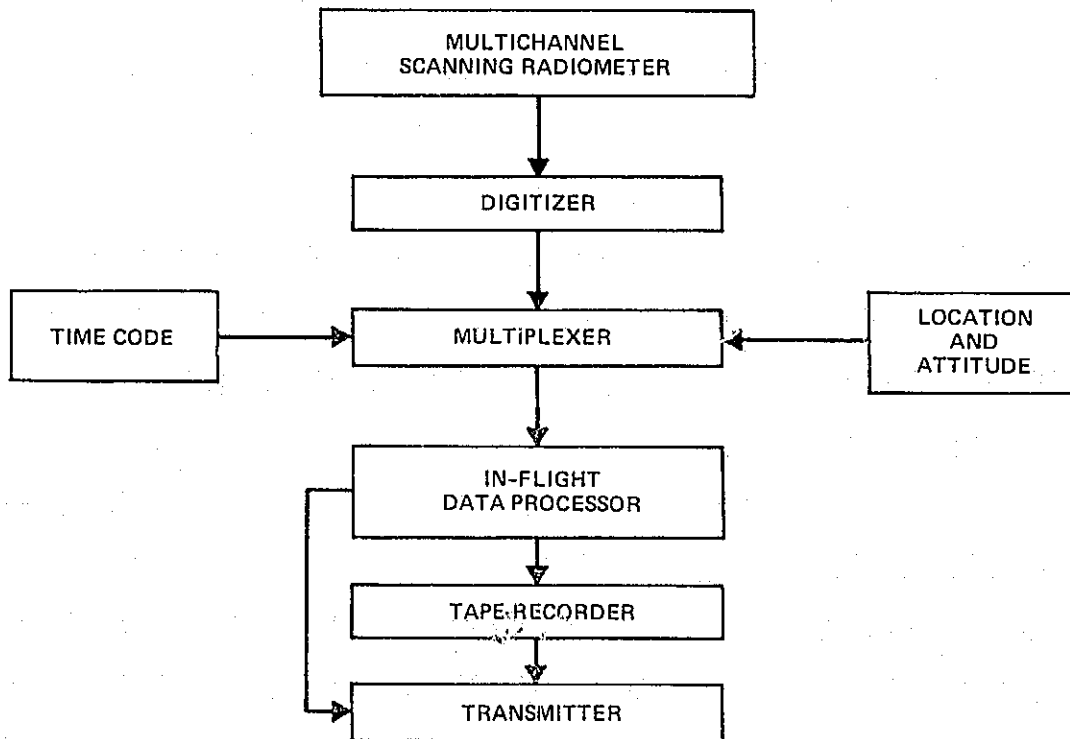 MULTICHANNEL
SCANNING RADIOMETER
DIGITIZER
TIME CODE
MULTIPLEXER
LOCATION
AND
ATTITUDE
IN-FLIGHT
DATA PROCESSOR
TAPE RECORDER
TRANSMITTER